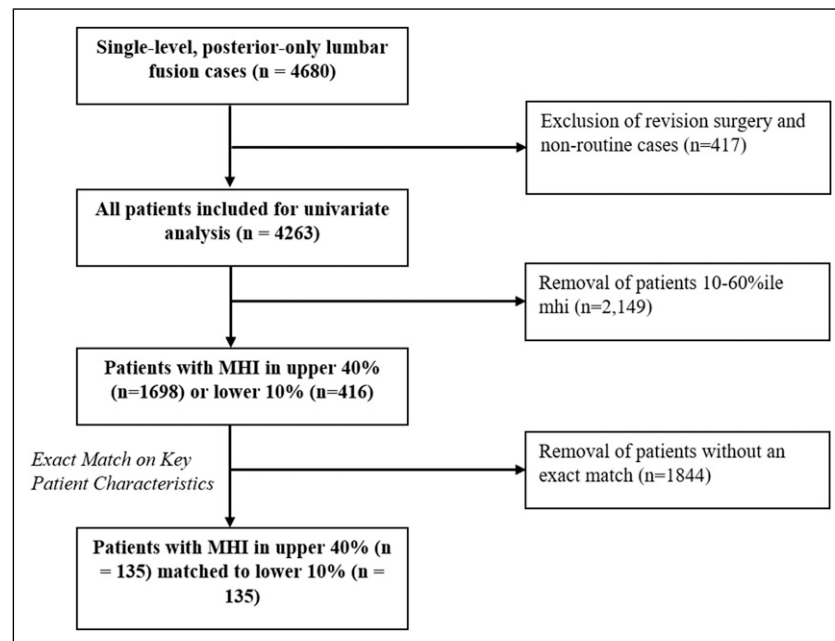 Single-level, posterior-only lumbar
fusion cases (n = 4680)
Exclusion of revision surgery and
non-routine cases (n=417)
All patients included for univariate
analysis (n = 4263)
Removal of patients 10-60%ile
mhi (n=2,149)
Patients with MHI in upper 40%
(n=1698) or lower 10% (n=416)
Exact Match on Key
Patient Characteristics
Removal of patients without an
exact match (n=1844)
Patients with MHI in upper 40% (n
= 135) matched to lower 10% (n =
135)